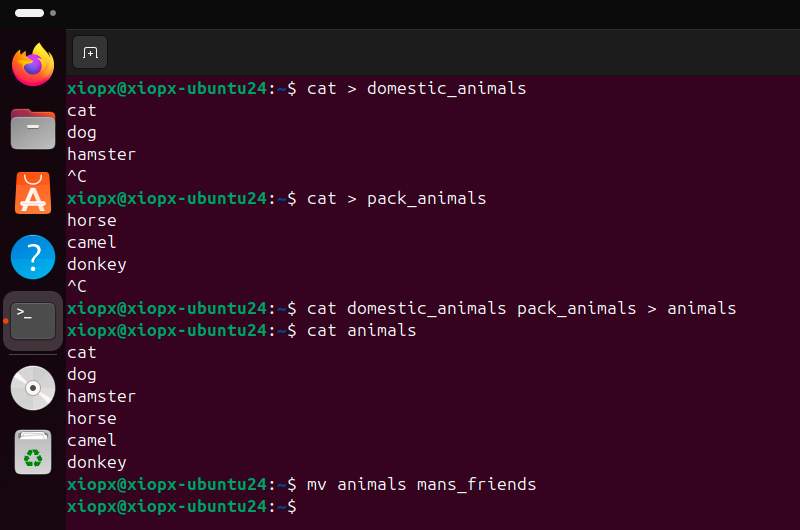 xiopx@xiopx-ubuntu24:~$ cat > domestic_animals
cat
dog
hamster
^C
xiopx@xiopx-ubuntu24:~$ cat > pack_animals
horse
camel
donkey
^C
xiopx@xiopx-ubuntu24:~$ cat domestic_animals pack_animals > animals
xiopx@xiopx-ubuntu24:~$ cat animals
cat
dog
hamster
horse
camel
donkey
xiopx@xiopx-ubuntu24:~$ mv animals mans_friends
xiopx@xiopx-ubuntu24:~$